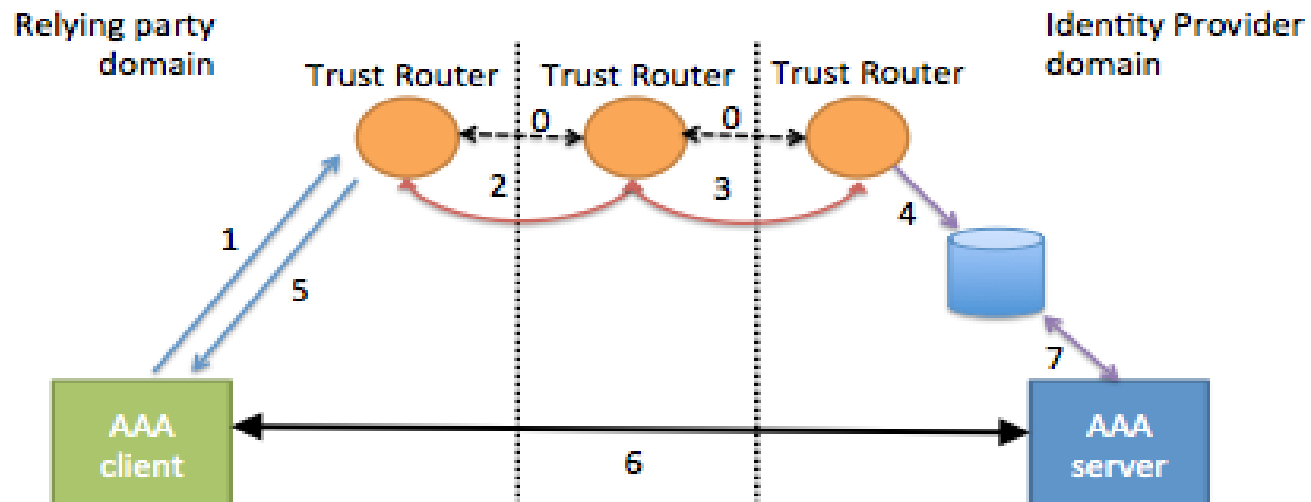 Relying party
domain
Identity Provider
domain
Trust Router
Trust Router
Trust Router
0
0
2
3
4
1
5
7
AAA
client
6
AAA
server